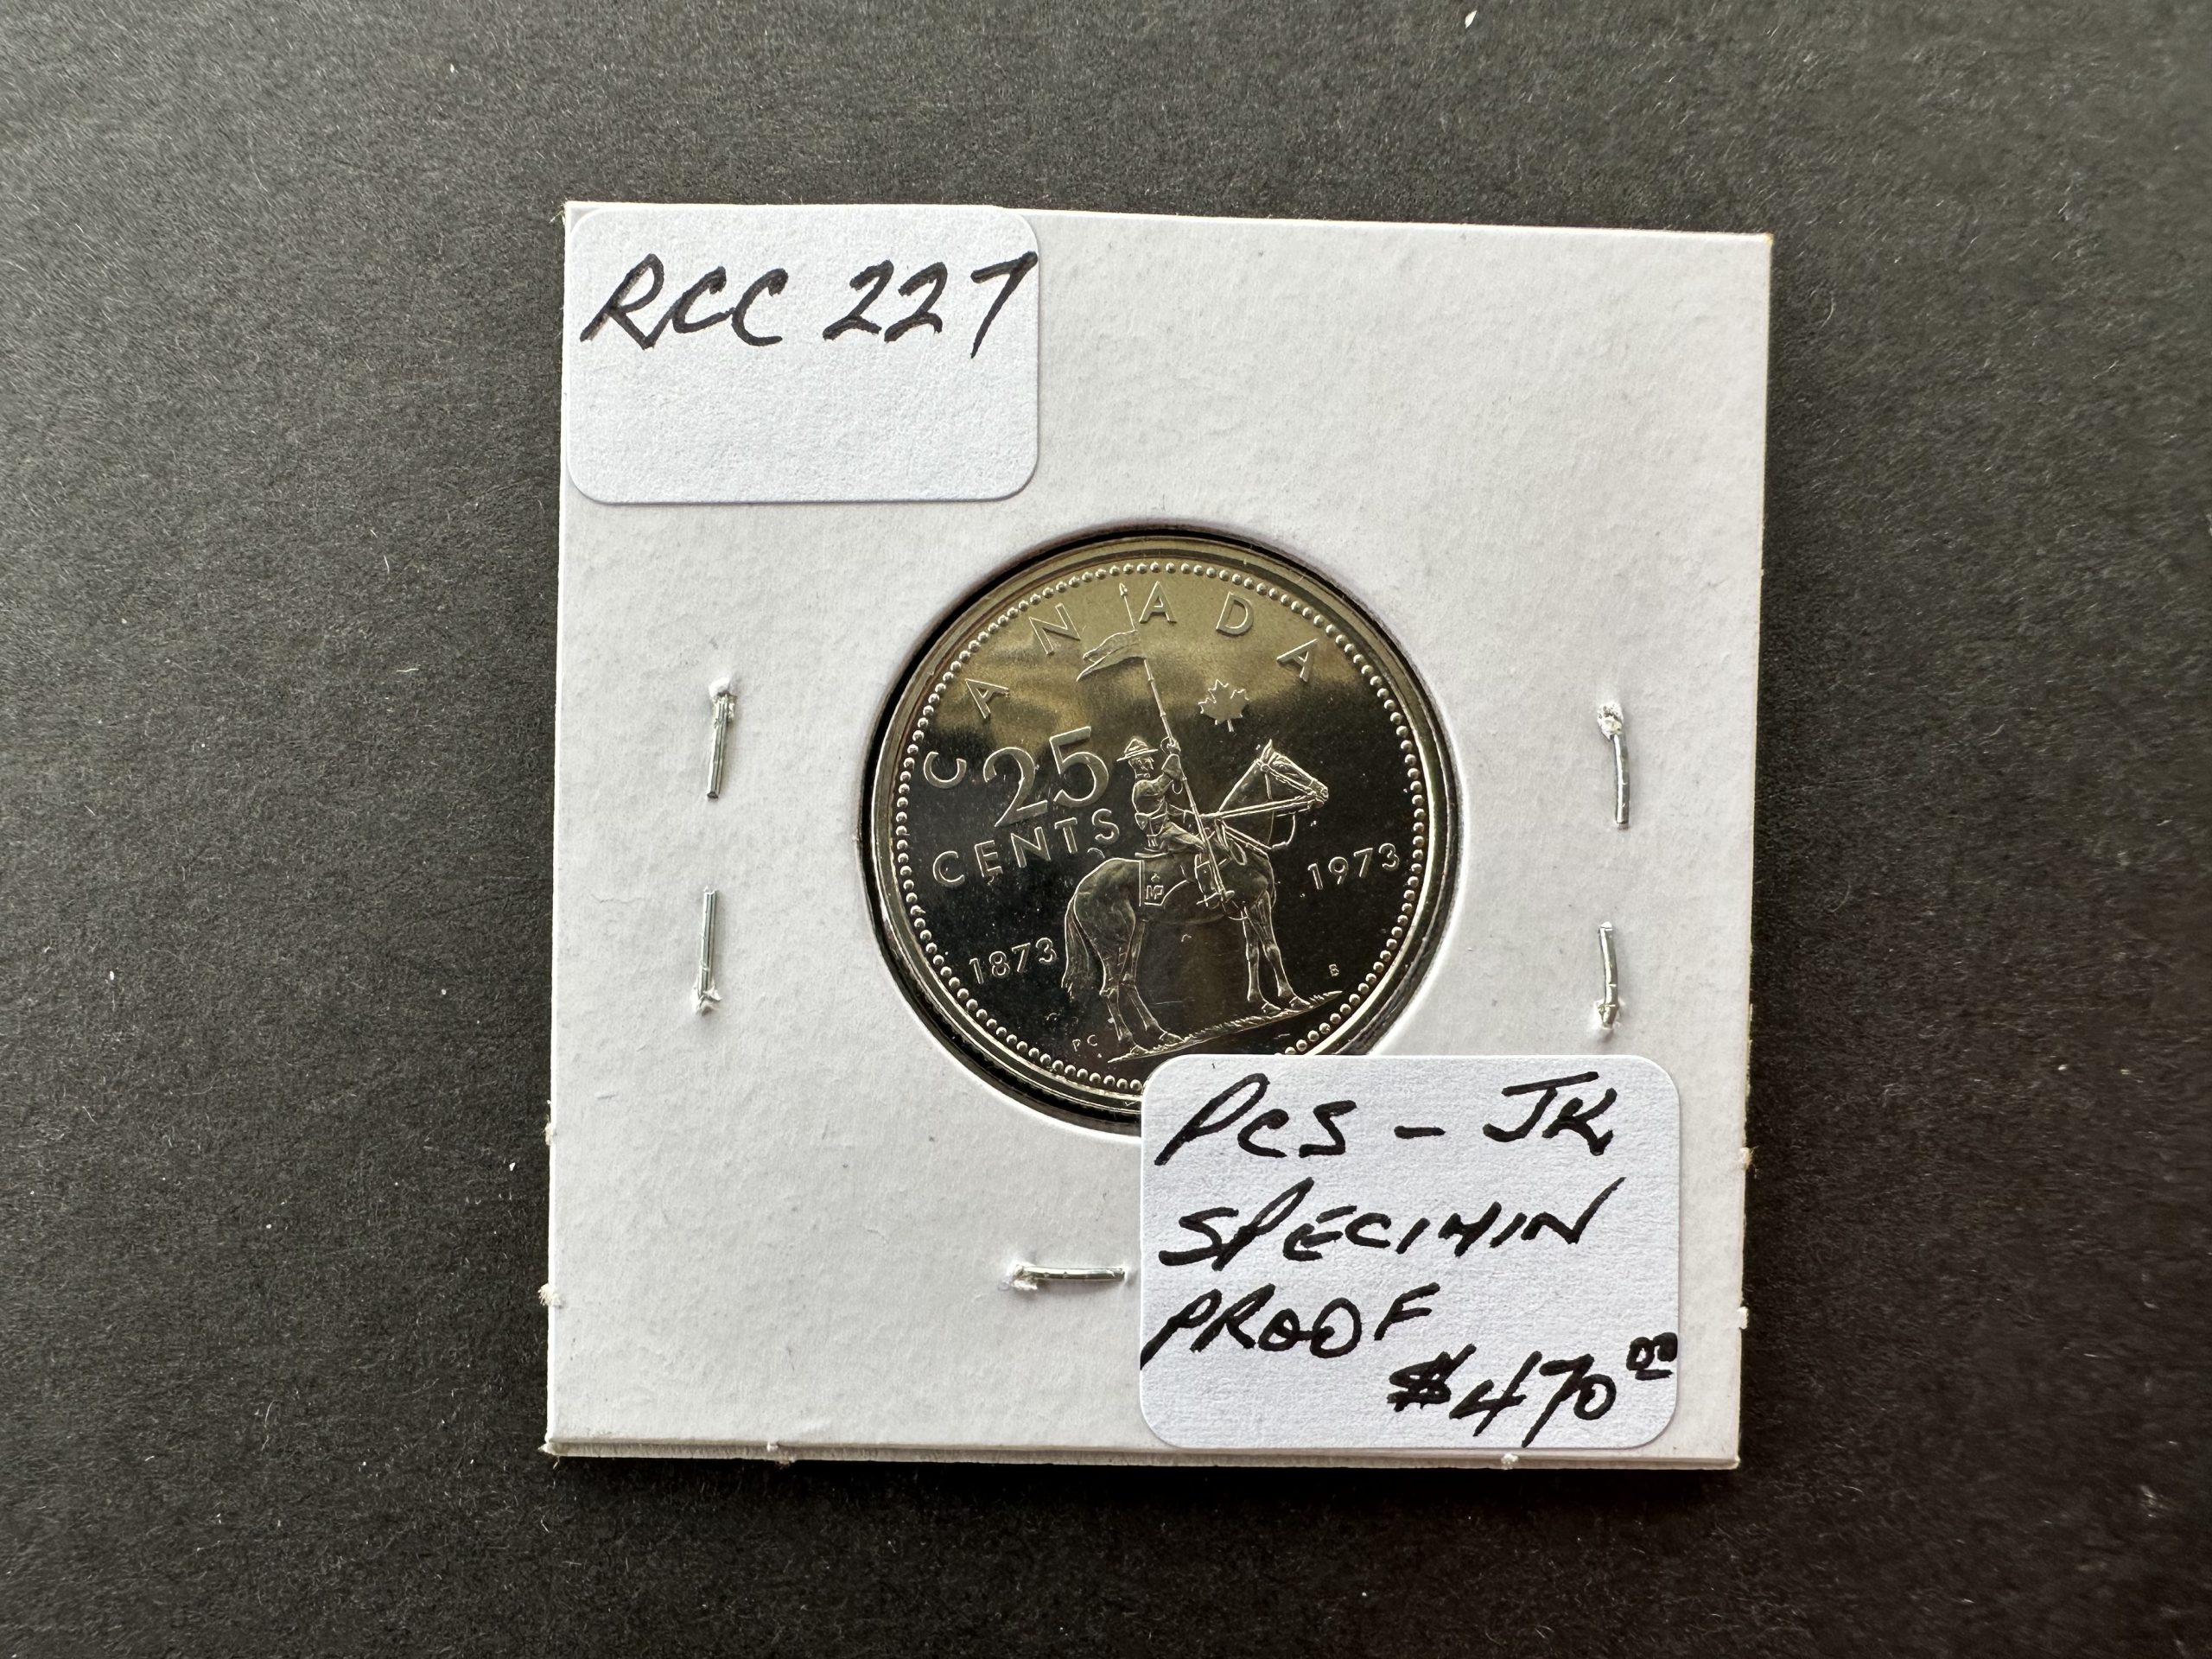 RCC 227
CANADA
25
CENTS
1873
1973
PC
B
PCS - JK
SPECIMIN
PROOF
$470.00